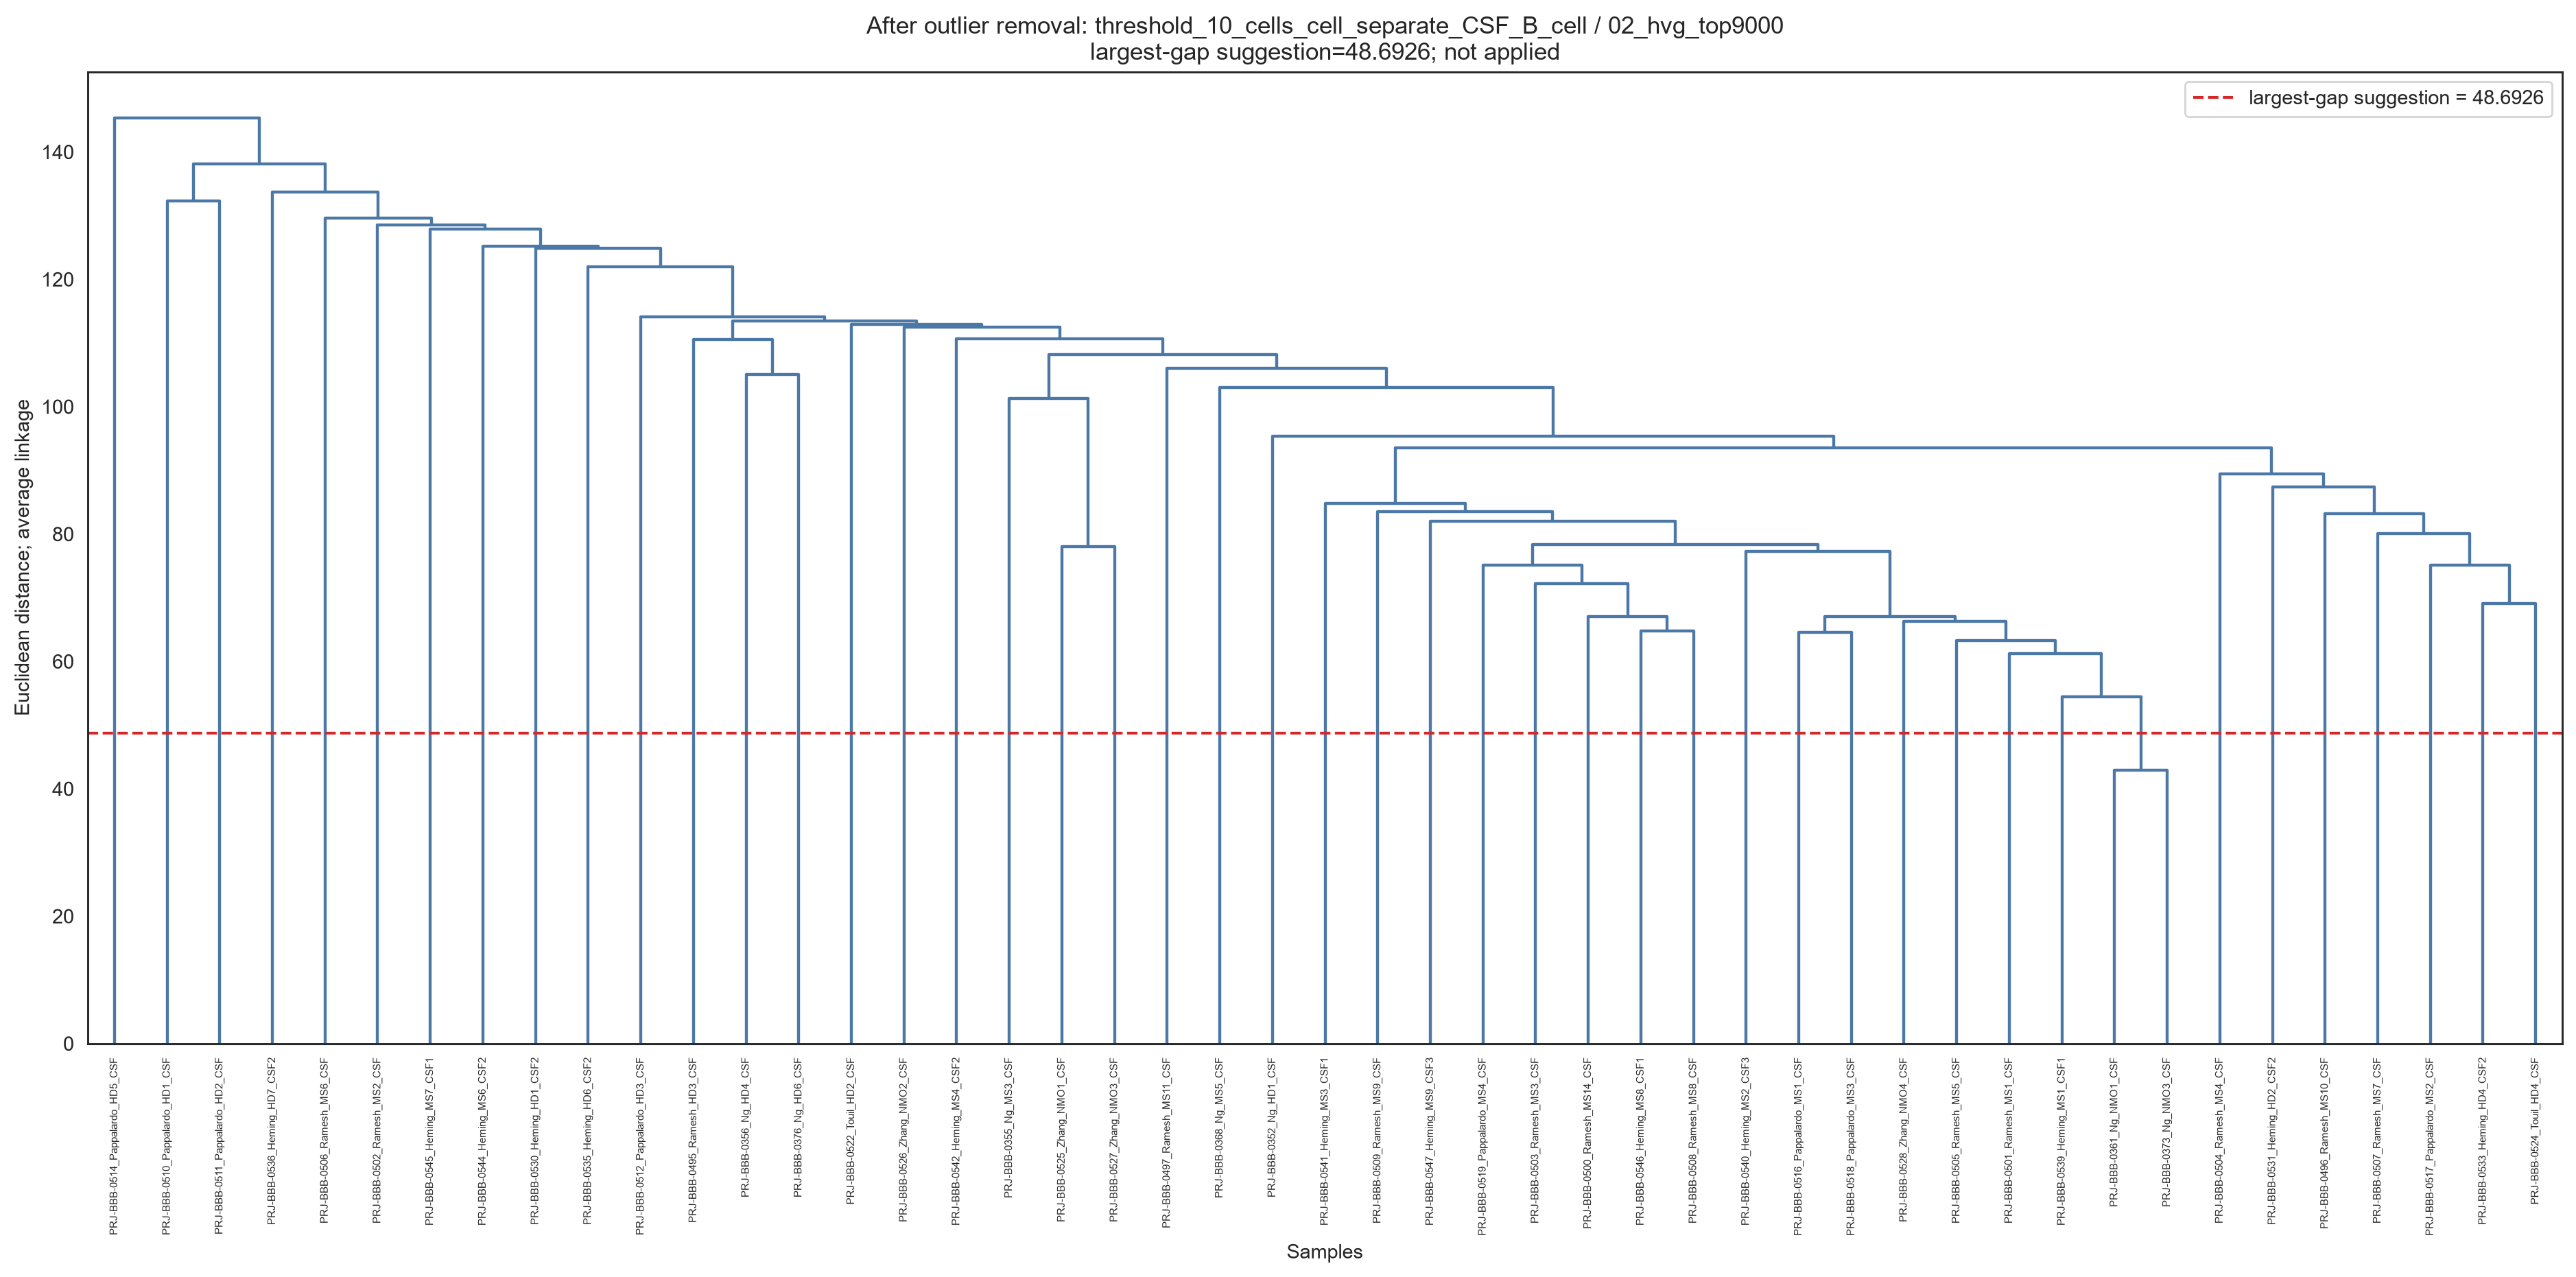 After outlier removal: threshold_10_cells_cell_separate_CSF_B_cell / 02_hvg_top9000
largest-gap suggestion=48.6926; not applied
largest-gap suggestion = 48.6926
Euclidean distance; average linkage
140
120
100
80
60
40
20
0
PRJ-BBB-0514_Pappalardo_HD5_CSF
PRJ-BBB-0510_Pappalardo_HD1_CSF
PRJ-BBB-0511_Pappalardo_HD2_CSF
PRJ-BBB-0536_Heming_HD7_CSF2
PRJ-BBB-0506_Ramesh_MS6_CSF
PRJ-BBB-0502_Ramesh_MS2_CSF
PRJ-BBB-0545_Heming_MS7_CSF1
PRJ-BBB-0544_Heming_MS6_CSF2
PRJ-BBB-0530_Heming_HD1_CSF2
PRJ-BBB-0535_Heming_HD6_CSF2
PRJ-BBB-0512_Pappalardo_HD3_CSF
PRJ-BBB-0495_Ramesh_HD3_CSF
PRJ-BBB-0356_Ng_HD4_CSF
PRJ-BBB-0376_Ng_HD6_CSF
PRJ-BBB-0522_Touil_HD2_CSF
PRJ-BBB-0526_Zhang_NMO2_CSF
PRJ-BBB-0542_Heming_MS4_CSF2
PRJ-BBB-0355_Ng_MS3_CSF
PRJ-BBB-0525_Zhang_NMO1_CSF
PRJ-BBB-0527_Zhang_NMO3_CSF
PRJ-BBB-0497_Ramesh_MS11_CSF
PRJ-BBB-0368_Ng_MS5_CSF
PRJ-BBB-0352_Ng_HD1_CSF
PRJ-BBB-0541_Heming_MS3_CSF1
PRJ-BBB-0509_Ramesh_MS9_CSF
PRJ-BBB-0547_Heming_MS9_CSF3
PRJ-BBB-0519_Pappalardo_MS4_CSF
PRJ-BBB-0503_Ramesh_MS3_CSF
PRJ-BBB-0500_Ramesh_MS14_CSF
PRJ-BBB-0546_Heming_MS8_CSF1
PRJ-BBB-0508_Ramesh_MS8_CSF
PRJ-BBB-0540_Heming_MS2_CSF3
PRJ-BBB-0516_Pappalardo_MS1_CSF
PRJ-BBB-0518_Pappalardo_MS3_CSF
PRJ-BBB-0528_Zhang_NMO4_CSF
PRJ-BBB-0505_Ramesh_MS5_CSF
PRJ-BBB-0501_Ramesh_MS1_CSF
PRJ-BBB-0539_Heming_MS1_CSF1
PRJ-BBB-0361_Ng_NMO1_CSF
PRJ-BBB-0373_Ng_NMO3_CSF
PRJ-BBB-0504_Ramesh_MS4_CSF
PRJ-BBB-0531_Heming_HD2_CSF2
PRJ-BBB-0496_Ramesh_MS10_CSF
PRJ-BBB-0507_Ramesh_MS7_CSF
PRJ-BBB-0517_Pappalardo_MS2_CSF
PRJ-BBB-0533_Heming_HD4_CSF2
PRJ-BBB-0524_Touil_HD4_CSF
Samples